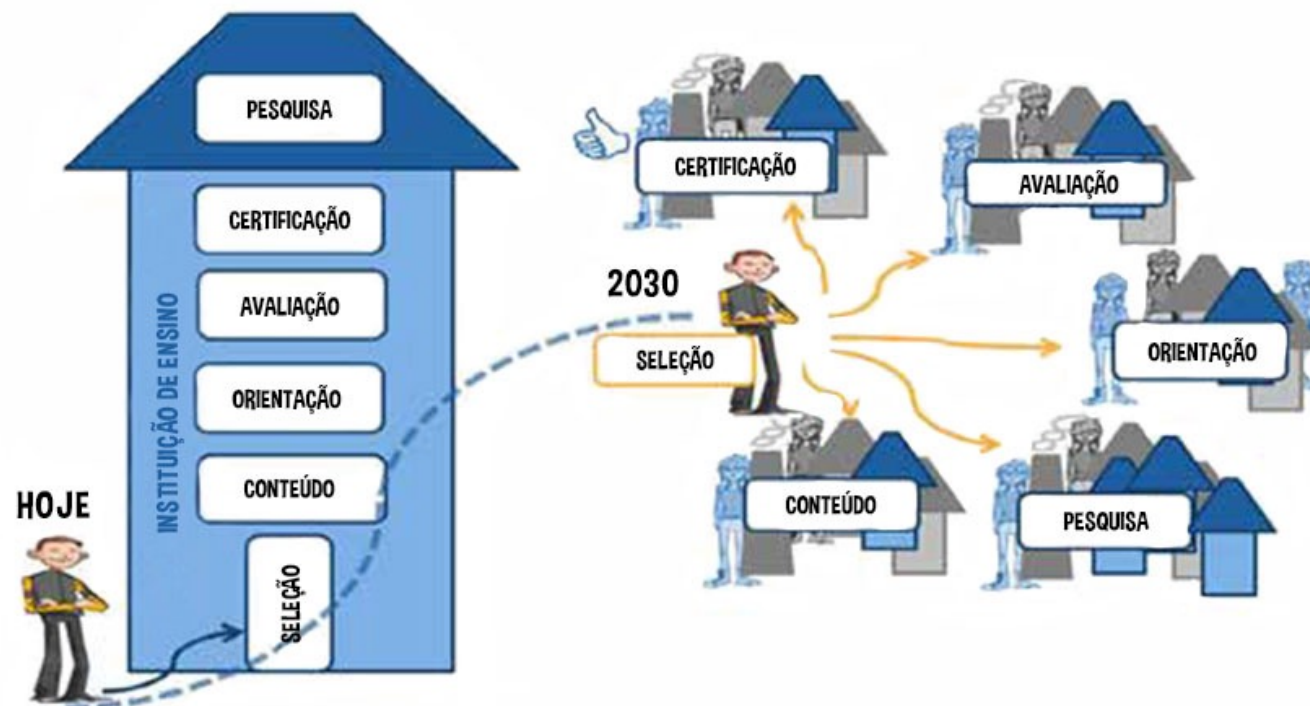 PESQUISA
CERTIFICAÇÃO
AVALIAÇÃO
ORIENTAÇÃO
CONTEÚDO
SELEÇÃO
INSTITUIÇÃO DE ENSINO
HOJE
2030
SELEÇÃO
CERTIFICAÇÃO
AVALIAÇÃO
ORIENTAÇÃO
CONTEÚDO
PESQUISA